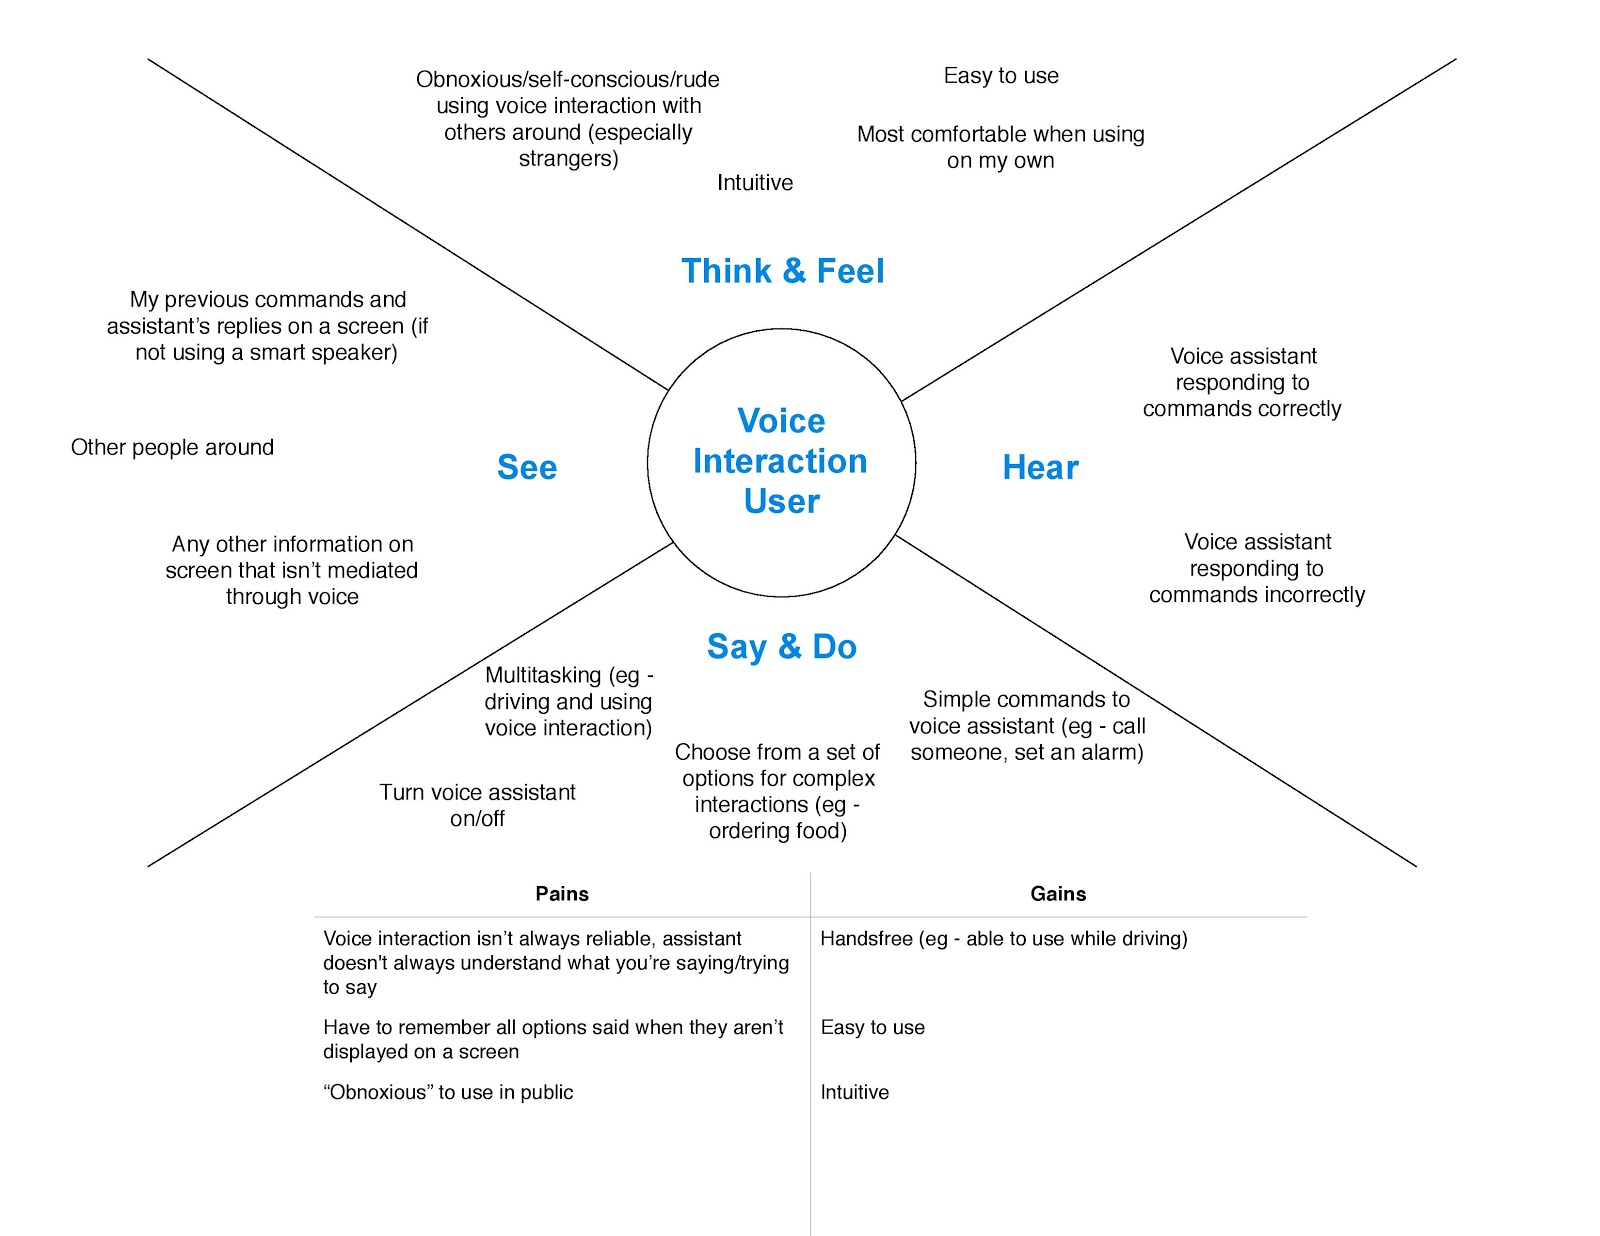 Obnoxious/self-conscious/rude
using voice interaction with
others around (especially
strangers)
Easy to use
Most comfortable when using
on my own
Intuitive
Think & Feel
My previous commands and
assistant’s replies on a screen (if
not using a smart speaker)
Other people around
See
Any other information on
screen that isn’t mediated
through voice
Voice
Interaction
User
Voice assistant
responding to
commands correctly
Hear
Voice assistant
responding to
commands incorrectly
Say & Do
Multitasking (eg -
driving and using
voice interaction)
Turn voice assistant
on/off
Choose from a set of
options for complex
interactions (eg -
ordering food)
Simple commands to
voice assistant (eg - call
someone, set an alarm)
Pains
Gains
Voice interaction isn’t always reliable, assistant
doesn't always understand what you’re saying/trying
to say
Handsfree (eg - able to use while driving)
Have to remember all options said when they aren’t
displayed on a screen
Easy to use
“Obnoxious” to use in public
Intuitive